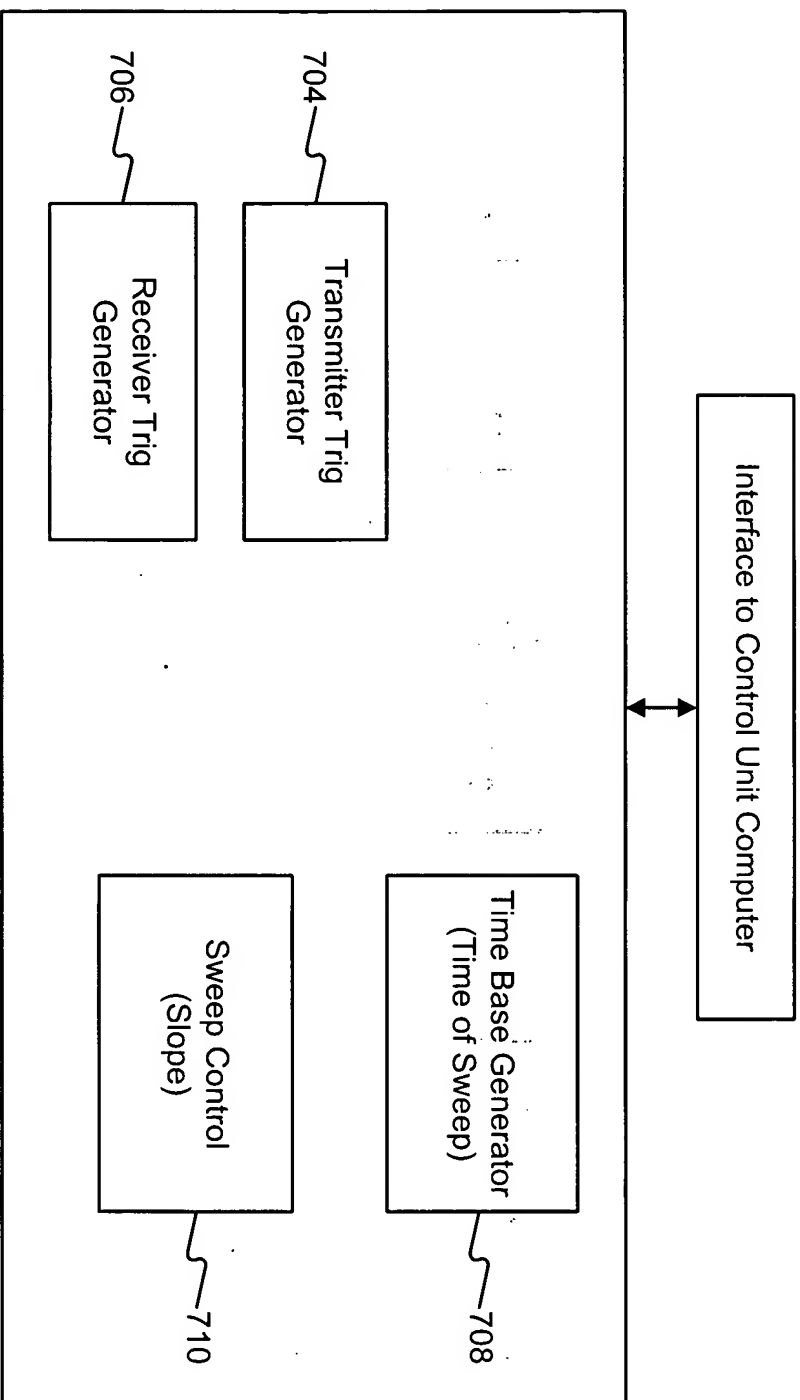 Interface to Control Unit Computer
704
Transmitter Trig
Generator
Time Base Generator
(Time of Sweep)
708
706
Receiver Trig
Generator
Sweep Control
(Slope)
710